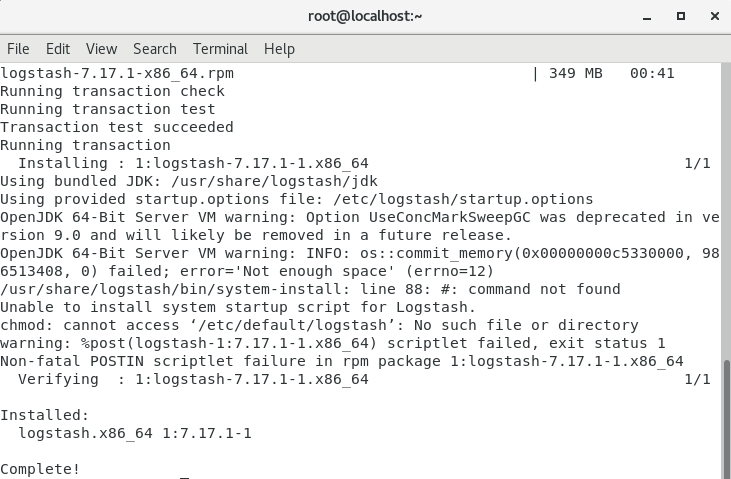 root@localhost:~
File Edit View Search Terminal Help
logstash-7.17.1-x86_64.rpm | 349 MB 00:41
Running transaction check
Running transaction test
Transaction test succeeded
Running transaction
Installing : 1:logstash-7.17.1-1.x86_64 1/1
Using bundled JDK: /usr/share/logstash/jdk
Using provided startup.options file: /etc/logstash/startup.options
OpenJDK 64-Bit Server VM warning: Option UseConcMarkSweepGC was deprecated in ve
rsion 9.0 and will likely be removed in a future release.
OpenJDK 64-Bit Server VM warning: INFO: os::commit_memory(0x00000000c5330000, 98
6513408, 0) failed; error='Not enough space' (errno=12)
/usr/share/logstash/bin/system-install: line 88: #: command not found
Unable to install system startup script for Logstash.
chmod: cannot access ‘/etc/default/logstash’: No such file or directory
warning: %post(logstash-1:7.17.1-1.x86_64) scriptlet failed, exit status 1
Non-fatal POSTIN scriptlet failure in rpm package 1:logstash-7.17.1-1.x86_64
Verifying : 1:logstash-7.17.1-1.x86_64 1/1
Installed:
logstash.x86_64 1:7.17.1-1
Complete!